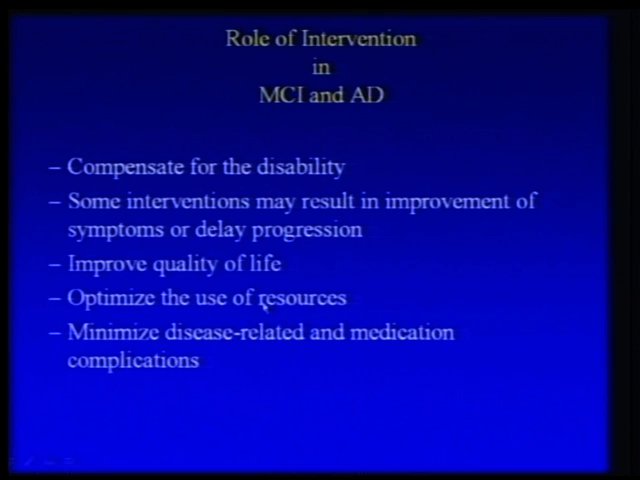 Role of Intervention
in
MCI and AD
– Compensate for the disability
– Some interventions may result in improvement of
symptoms or delay progression
– Improve quality of life
– Optimize the use of resources
– Minimize disease-related and medication
complications